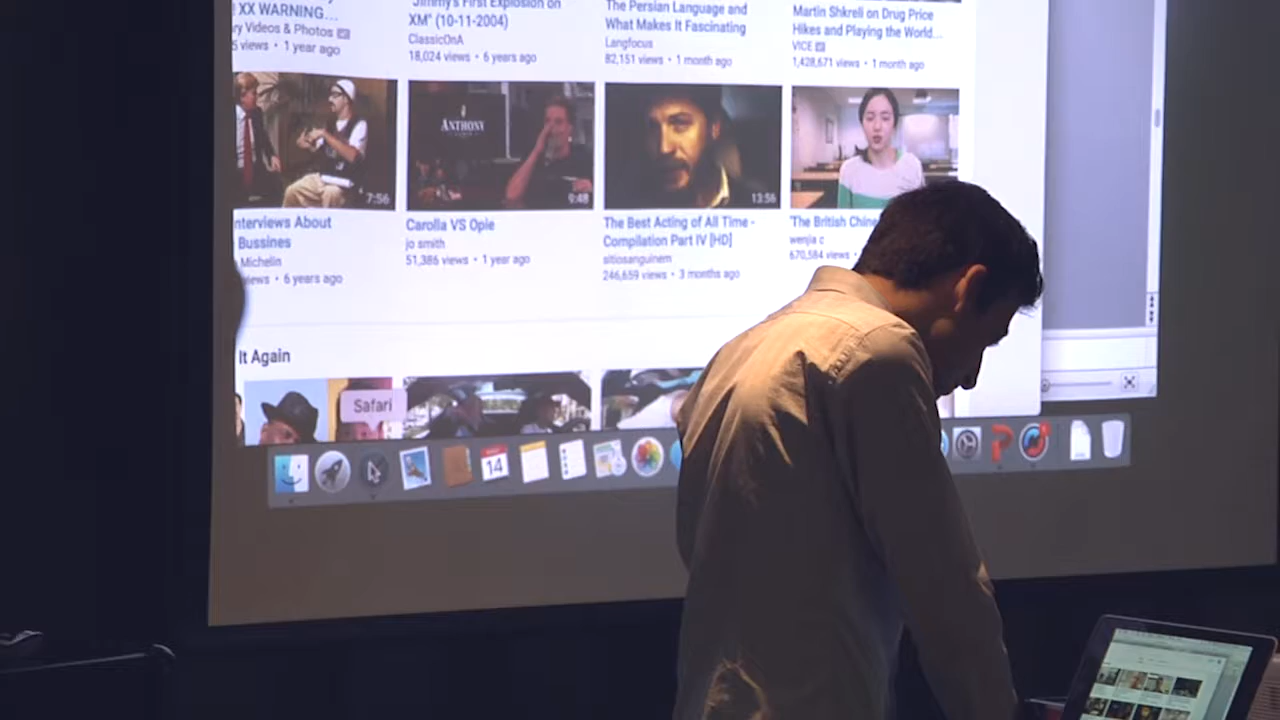 XX WARNING...
ry Videos & Photos
5 views • 1 year ago
"Jimmy's First Explosion on
XM" (10-11-2004)
ClassicOnA
18,024 views • 6 years ago
The Persian Language and
What Makes It Fascinating
Langfocus
82,151 views • 1 month ago
Martin Shkreli on Drug Price
Hikes and Playing the World...
VICE
1,428,671 views • 1 month ago
7:56
ANTHONY
9:48
13:56
nterviews About
Bussines
Michelin
views • 6 years ago
Carolla VS Opie
jo smith
51,386 views • 1 year ago
The Best Acting of All Time -
Compilation Part IV [HD]
sitiosanguinem
246,659 views • 3 months ago
'The British Chine
wenjia c
670,584 views •
It Again
Safari
14